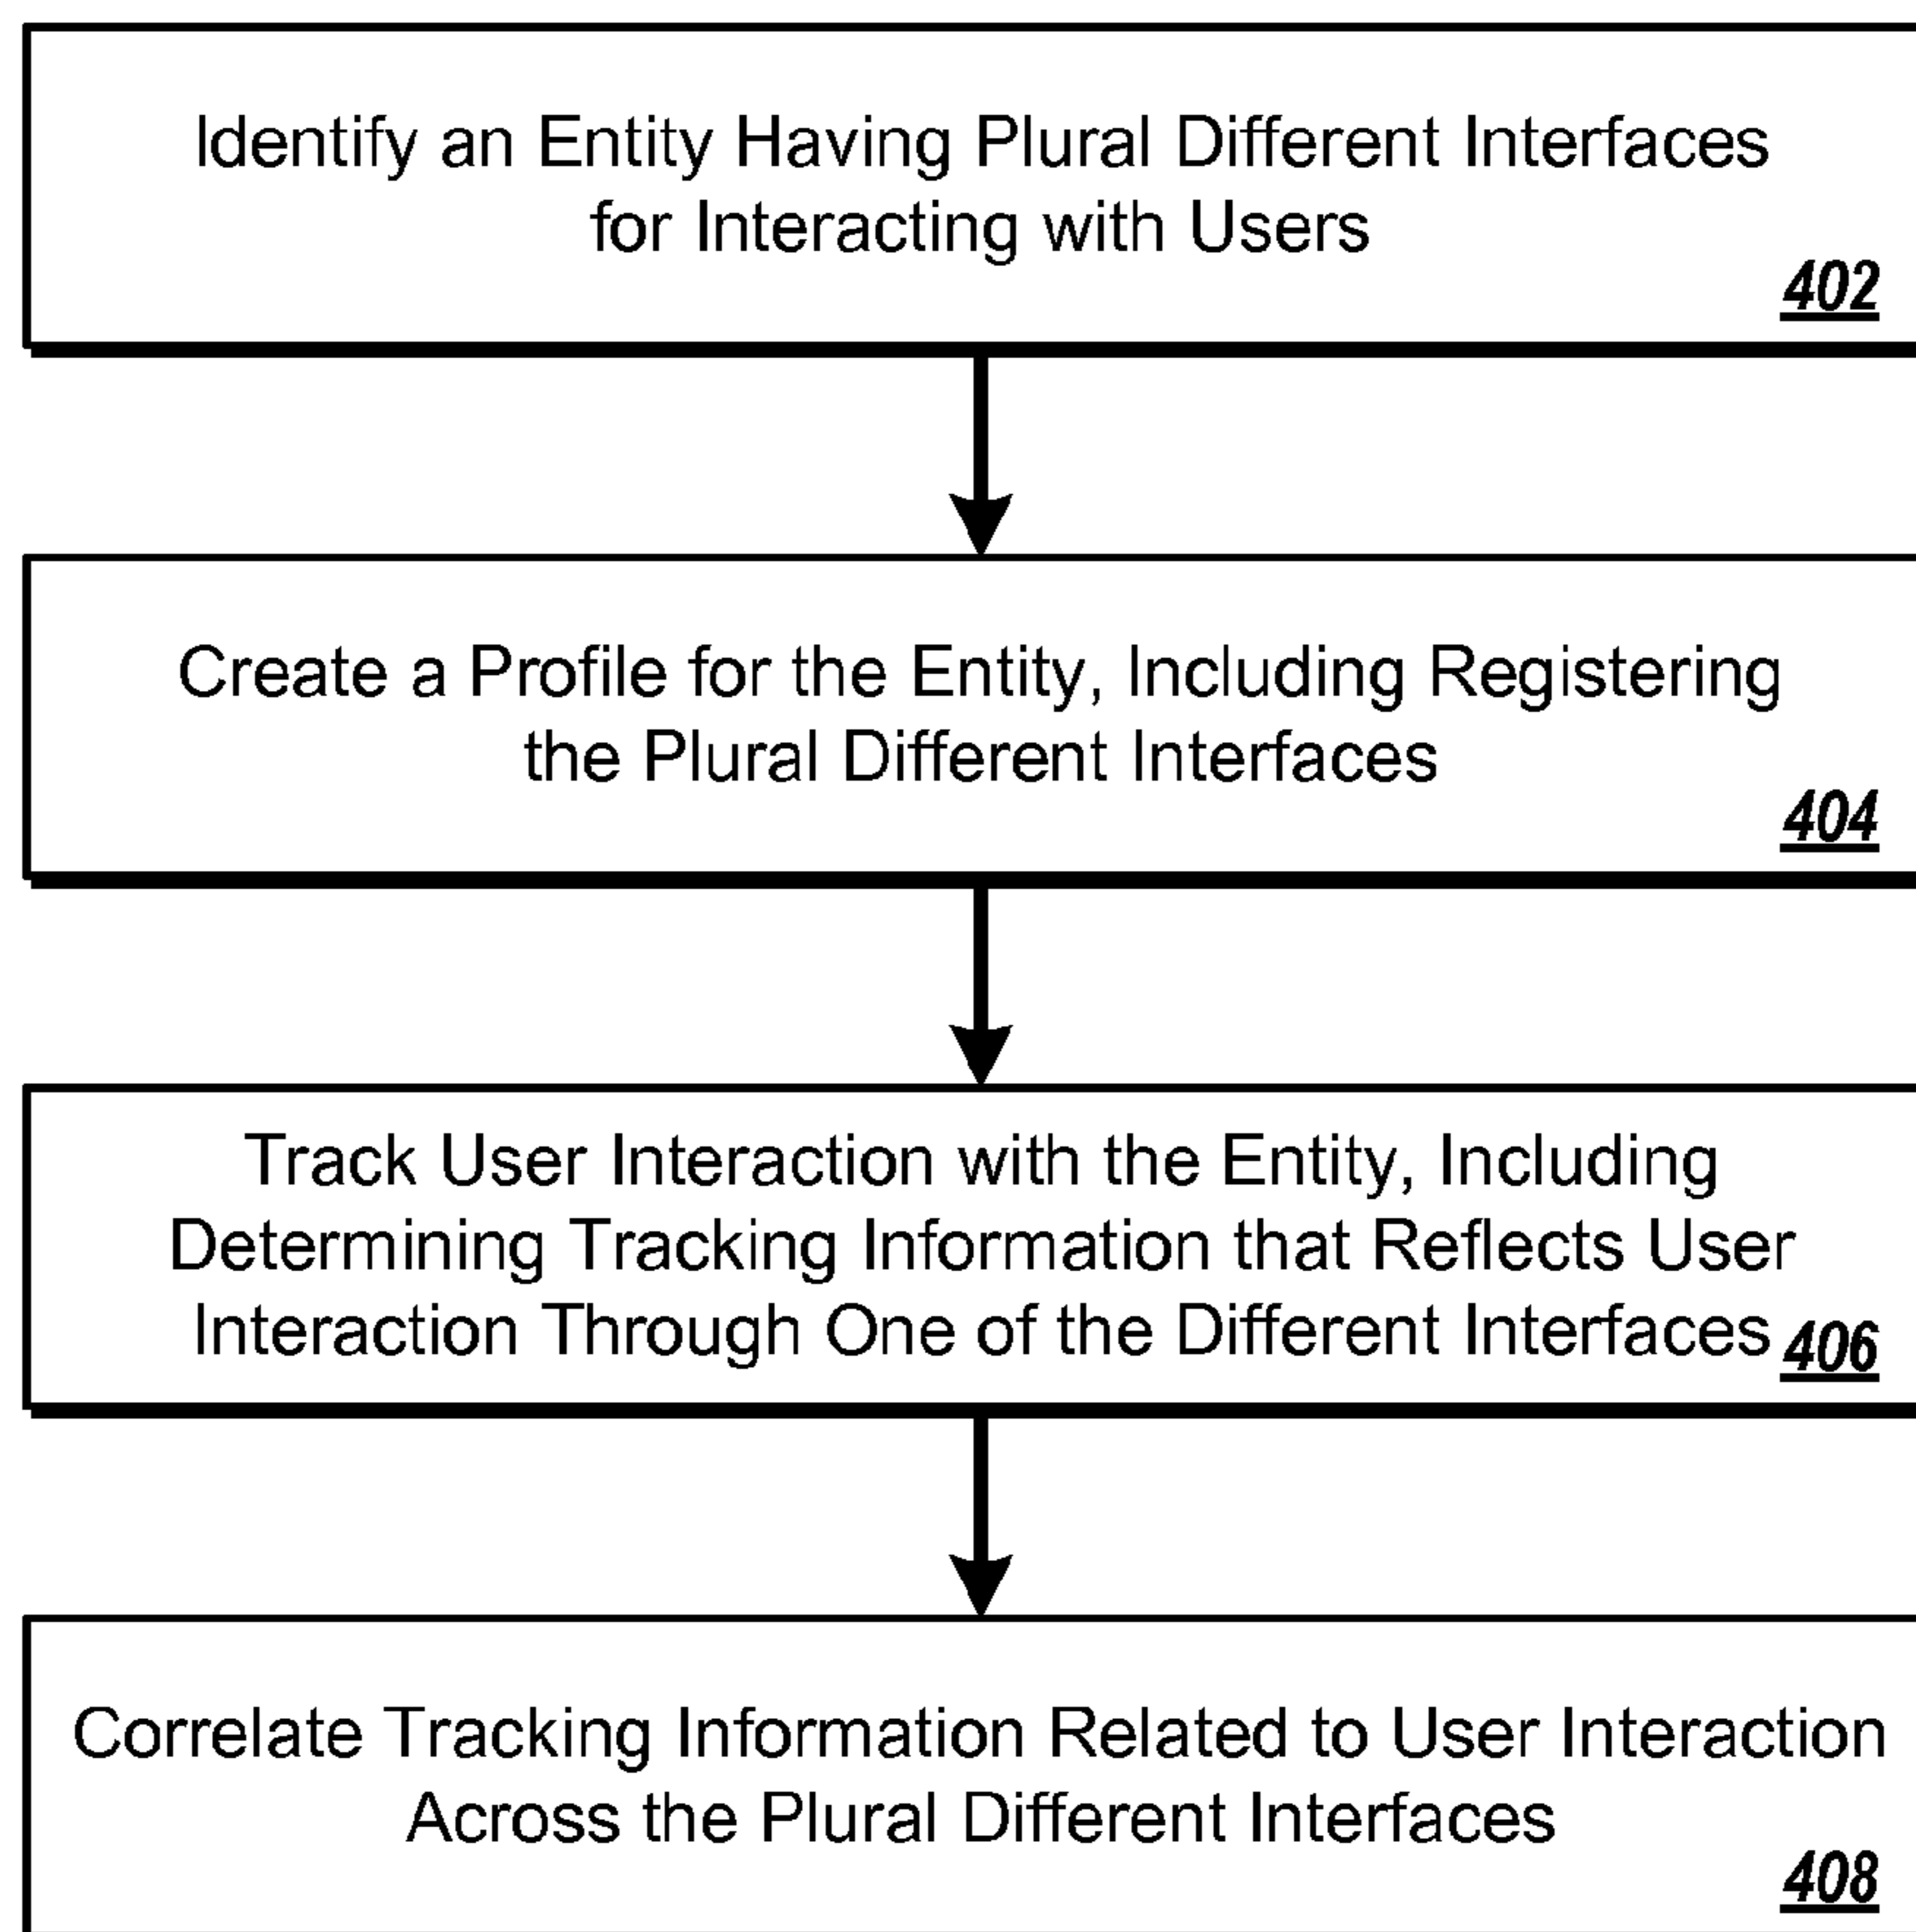 Identify an Entity Having Plural Different Interfaces
for Interacting with Users
402
Create a Profile for the Entity, Including Registering
the Plural Different Interfaces
404
Track User Interaction with the Entity, Including
Determining Tracking Information that Reflects User
Interaction Through One of the Different Interfaces 406
Correlate Tracking Information Related to User Interaction
Across the Plural Different Interfaces
408